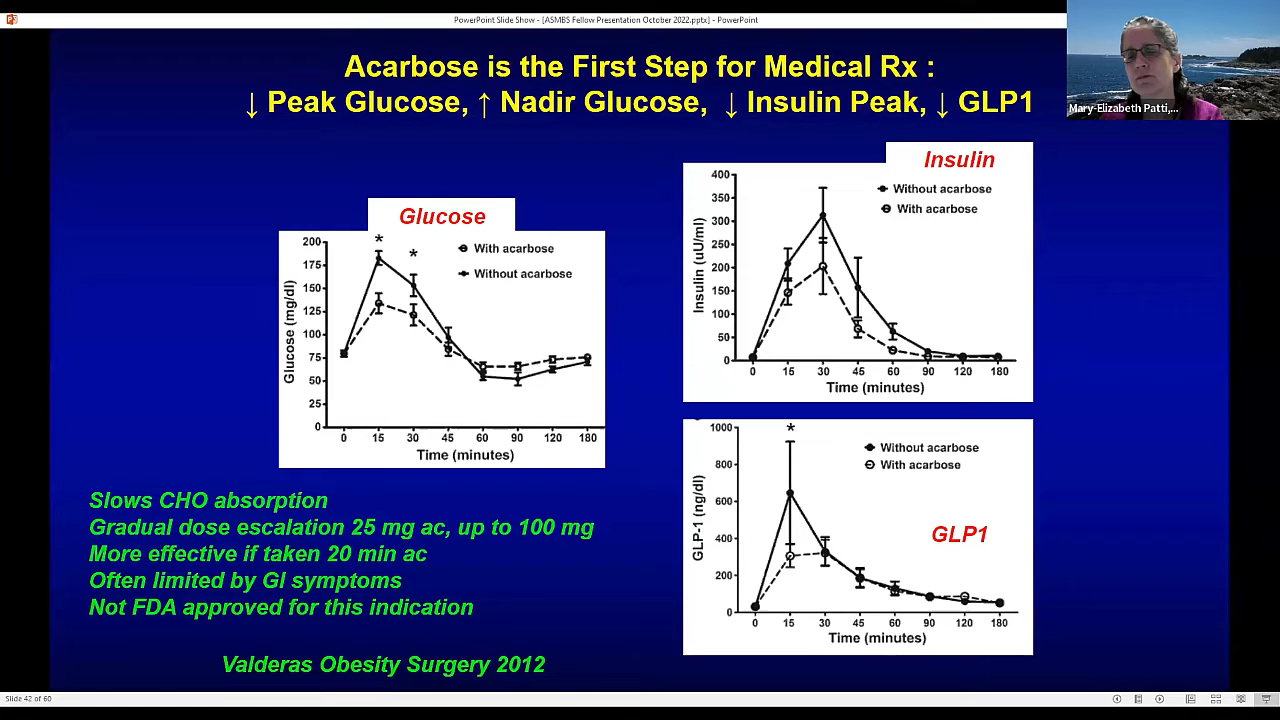 PowerPoint Slide Show - [ASMBS Fellow Presentation October 2022.pptx] - PowerPoint
Mary-Elizabeth Patti,...
Acarbose is the First Step for Medical Rx :
↓ Peak Glucose, ↑ Nadir Glucose, ↓ Insulin Peak, ↓ GLP1
Glucose
200
175
150
125
100
75
50
25
0
Glucose (mg/dl)
*
*
With acarbose
Without acarbose
0 15 30 45 60 90 120 180
Time (minutes)
Insulin
400
350
300
250
200
150
100
50
0
Insulin (uU/ml)
Without acarbose
With acarbose
0 15 30 45 60 90 120 180
Time (minutes)
1000
800
600
400
200
0
GLP-1 (ng/dl)
*
Without acarbose
With acarbose
GLP1
0 15 30 45 60 90 120 180
Time (minutes)
Slows CHO absorption
Gradual dose escalation 25 mg ac, up to 100 mg
More effective if taken 20 min ac
Often limited by GI symptoms
Not FDA approved for this indication
Valderas Obesity Surgery 2012
Slide 42 of 60